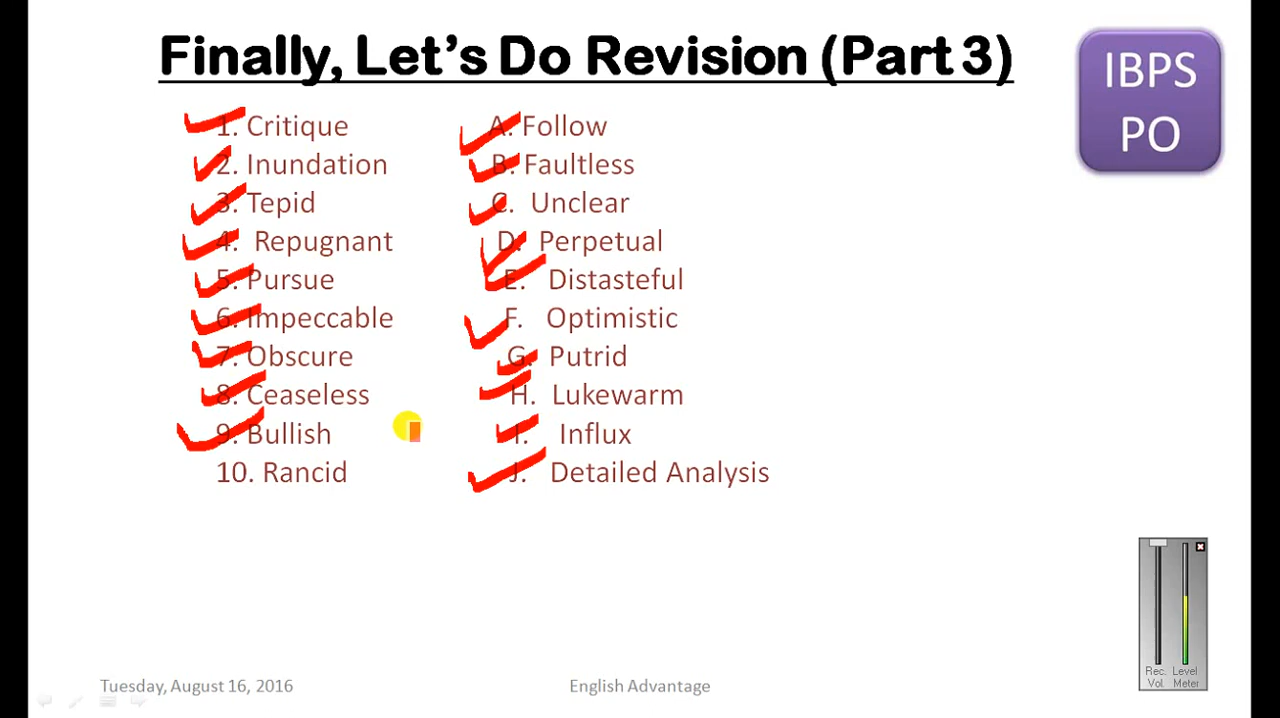 Finally, Let's Do Revision (Part 3)
IBPS
PO
1. Critique
2. Inundation
3. Tepid
4. Repugnant
5. Pursue
6. Impeccable
7. Obscure
8. Ceaseless
9. Bullish
10. Rancid
A. Follow
B. Faultless
C. Unclear
D. Perpetual
E. Distasteful
F. Optimistic
G. Putrid
H. Lukewarm
I. Influx
J. Detailed Analysis
Rec. Level
Vol. Meter
Tuesday, August 16, 2016
English Advantage